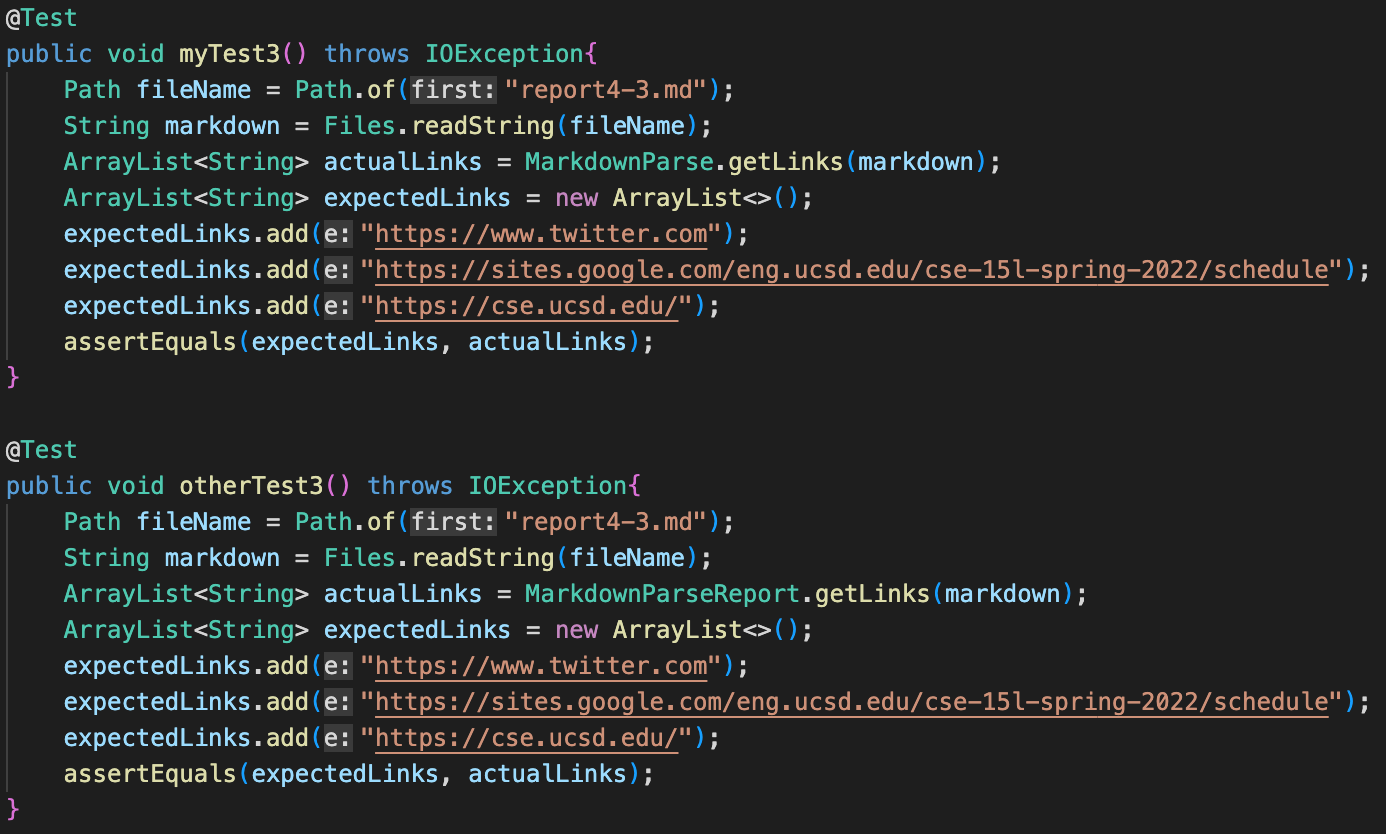 @Test
public void myTest3() throws IOException{
    Path fileName = Path.of(first: "report4-3.md");
    String markdown = Files.readString(fileName);
    ArrayList<String> actualLinks = MarkdownParse.getLinks(markdown);
    ArrayList<String> expectedLinks = new ArrayList<>();
    expectedLinks.add(e: "https://www.twitter.com");
    expectedLinks.add(e: "https://sites.google.com/eng.ucsd.edu/cse-15l-spring-2022/schedule");
    expectedLinks.add(e: "https://cse.ucsd.edu/");
    assertEquals(expectedLinks, actualLinks);
}

@Test
public void otherTest3() throws IOException{
    Path fileName = Path.of(first: "report4-3.md");
    String markdown = Files.readString(fileName);
    ArrayList<String> actualLinks = MarkdownParseReport.getLinks(markdown);
    ArrayList<String> expectedLinks = new ArrayList<>();
    expectedLinks.add(e: "https://www.twitter.com");
    expectedLinks.add(e: "https://sites.google.com/eng.ucsd.edu/cse-15l-spring-2022/schedule");
    expectedLinks.add(e: "https://cse.ucsd.edu/");
    assertEquals(expectedLinks, actualLinks);
}